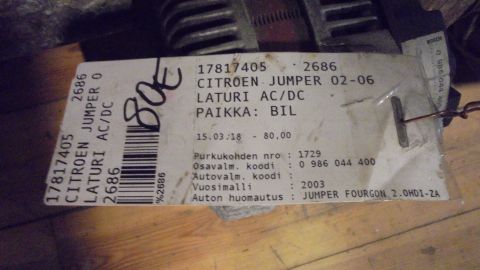 17817405 2686
CITROEN JUMPER 02-06
LATURI AC/DC
PAIKKA: BIL
15.03.18 - 80,00
Purkukohden nro : 1729
Osavalm. koodi : 0 986 044 400
Autovalm. koodi :
Vuosimalli : 2003
Auton huomautus : JUMPER FOURGON 2.0HDI-ZA
17817405 2686
CITROEN JUMPER 0
LATURI AC/DC
2686
80€
%2686
BOSCH